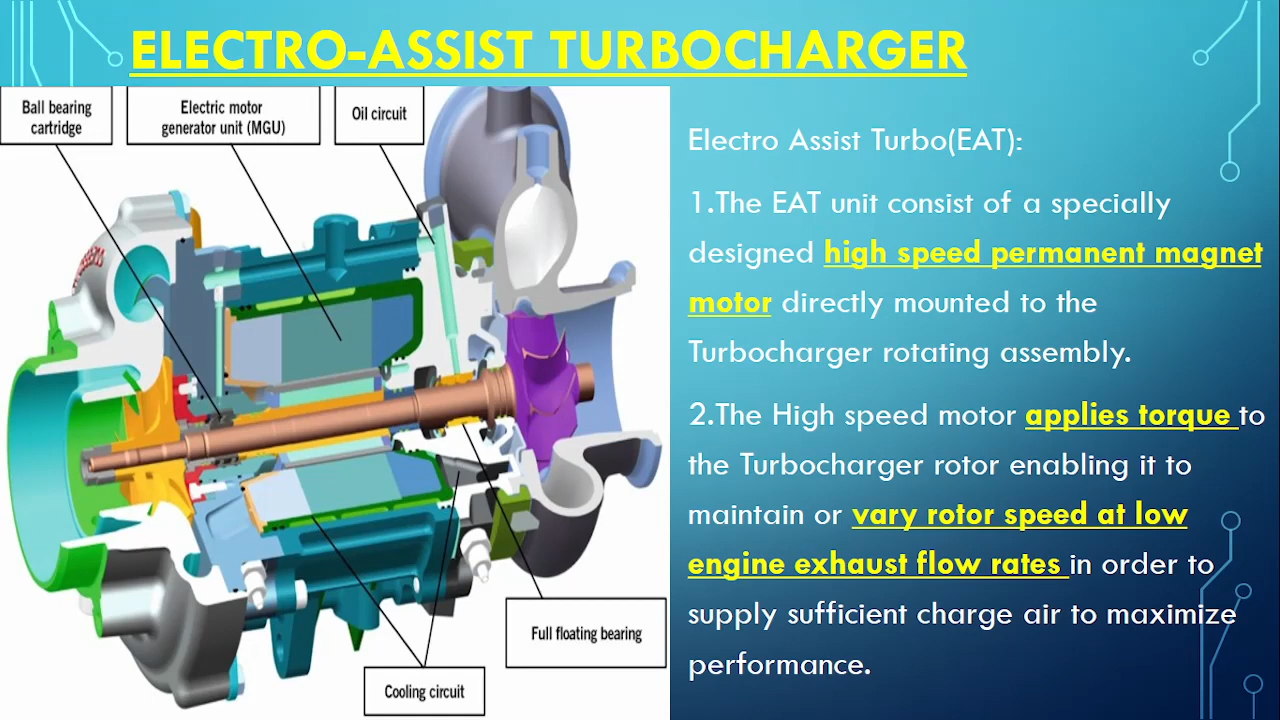 ELECTRO-ASSIST TURBOCHARGER
Ball bearing
cartridge
Electric motor
generator unit (MGU)
Oil circuit
Full floating bearing
Cooling circuit
Electro Assist Turbo(EAT):
1.The EAT unit consist of a specially
designed high speed permanent magnet
motor directly mounted to the
Turbocharger rotating assembly.
2.The High speed motor applies torque to
the Turbocharger rotor enabling it to
maintain or vary rotor speed at low
engine exhaust flow rates in order to
supply sufficient charge air to maximize
performance.